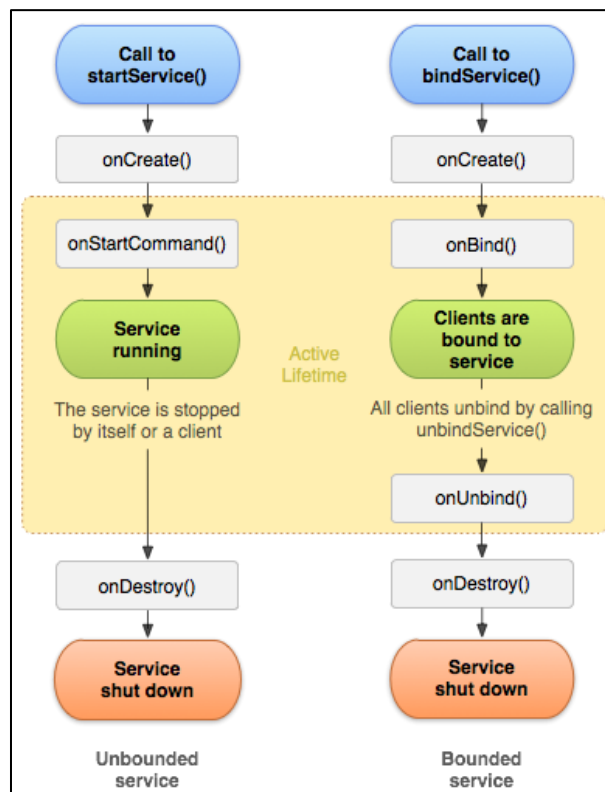 Call to
startService()
onCreate()
onStartCommand()
Service
running
The service is stopped
by itself or a client
onDestroy()
Service
shut down
Unbounded
service
Active
Lifetime
Call to
bindService()
onCreate()
onBind()
Clients are
bound to
service
All clients unbind by calling
unbindService()
onUnbind()
onDestroy()
Service
shut down
Bounded
service